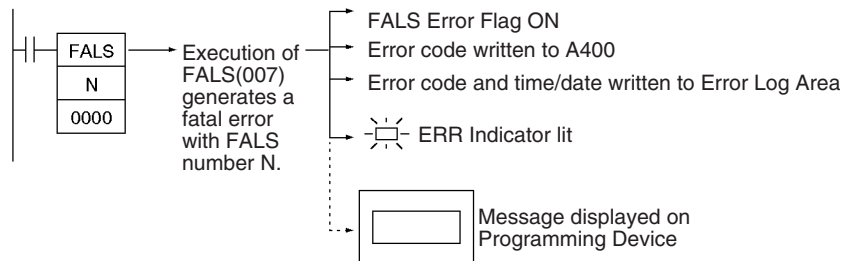 FALS
N
0000
Execution of
FALS(007)
generates a
fatal error
with FALS
number N.
FALS Error Flag ON
Error code written to A400
Error code and time/date written to Error Log Area
ERR Indicator lit
Message displayed on
Programming Device